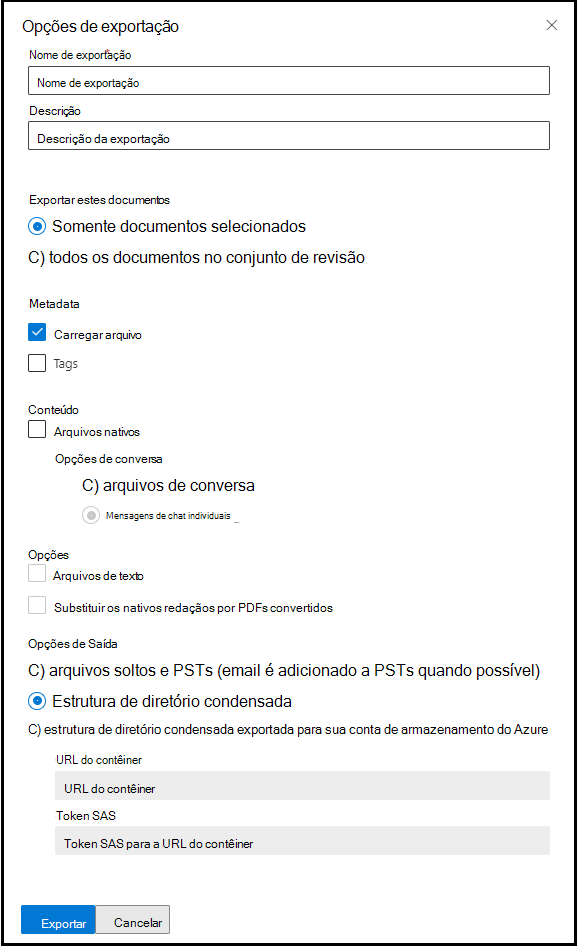 Opções de exportação
Nome de exportação
Nome de exportação
Descrição
Descrição da exportação
Exportar estes documentos
Somente documentos selecionados
C) todos os documentos no conjunto de revisão
Metadata
Carregar arquivo
Tags
Conteúdo
Arquivos nativos
Opções de conversa
C) arquivos de conversa
Mensagens de chat individuais _
Opções
Arquivos de texto
Substituir os nativos redaçãos por PDFs convertidos
Opções de Saída
C) arquivos soltos e PSTs (email é adicionado a PSTs quando possível)
Estrutura de diretório condensada
C) estrutura de diretório condensada exportada para sua conta de armazenamento do Azure
URL do contêiner
URL do contêiner
Token SAS
Token SAS para a URL do contêiner
Exportar Cancelar